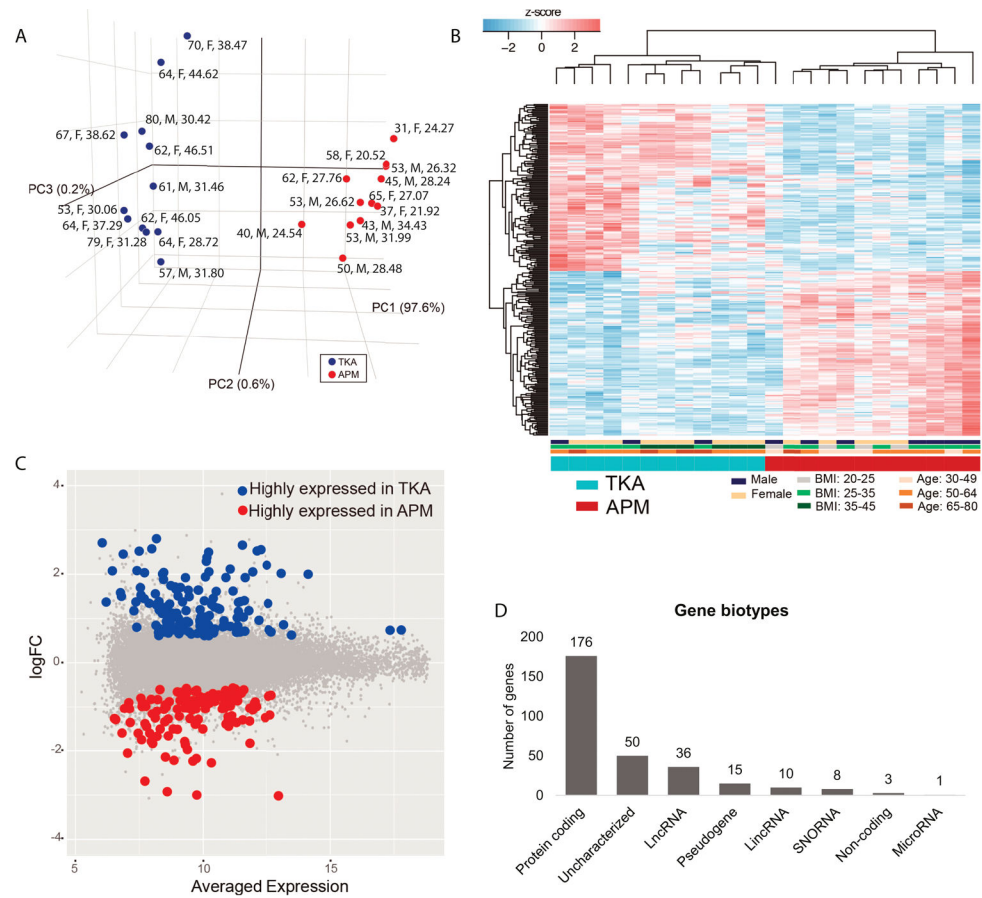 A
70, F, 38.47
64, F, 44.62
80, M, 30.42
67, F, 38.62
62, F, 46.51
61, M, 31.46
PC3 (0.2%)
53, F, 30.06
62, F, 46.05
64, F, 37.29
79, F, 31.28
64, F, 28.72
57, M, 31.80
31, F, 24.27
58, F, 20.52
53, M, 26.32
62, F, 27.76
45, M, 28.24
65, F, 27.07
53, M, 26.62
37, F, 21.92
43, M, 34.43
40, M, 24.54
53, M, 31.99
50, M, 28.48
PC1 (97.6%)
PC2 (0.6%)
TKA
APM
B
z-score
−2 0 2
TKA
APM
Male
Female
BMI: 20-25
BMI: 25-35
BMI: 35-45
Age: 30-49
Age: 50-64
Age: 65-80
C
Highly expressed in TKA
Highly expressed in APM
logFC
4
2
0
-2
-4
5 10 15
Averaged Expression
D
Gene biotypes
Number of genes
200
150
100
50
0
176
50
36
15
10
8
3
1
Protein coding
Uncharacterized
LncRNA
Pseudogene
LincRNA
SNORNA
Non-coding
MicroRNA